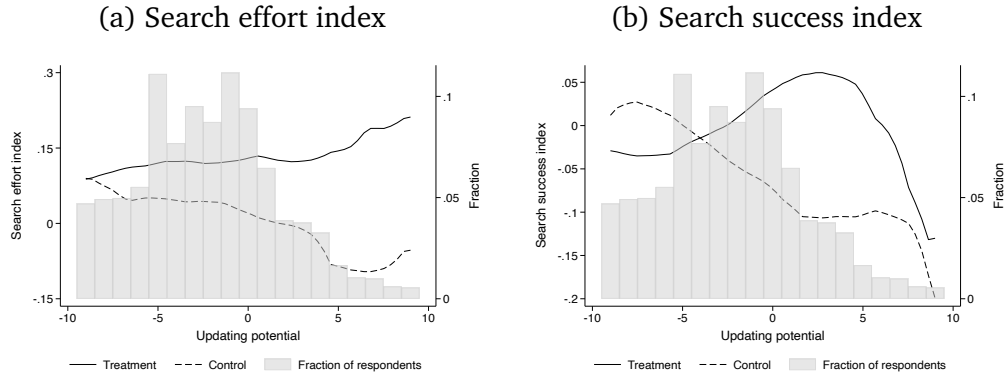 (a) Search effort index
.3
.15
0
-.15
Search effort index
.1
.05
0
Fraction
-10 -5 0 5 10
Updating potential
Treatment Control Fraction of respondents
(b) Search success index
.05
0
-.05
-.1
-.15
-.2
Search success index
.1
.05
0
Fraction
-10 -5 0 5 10
Updating potential
Treatment Control Fraction of respondents